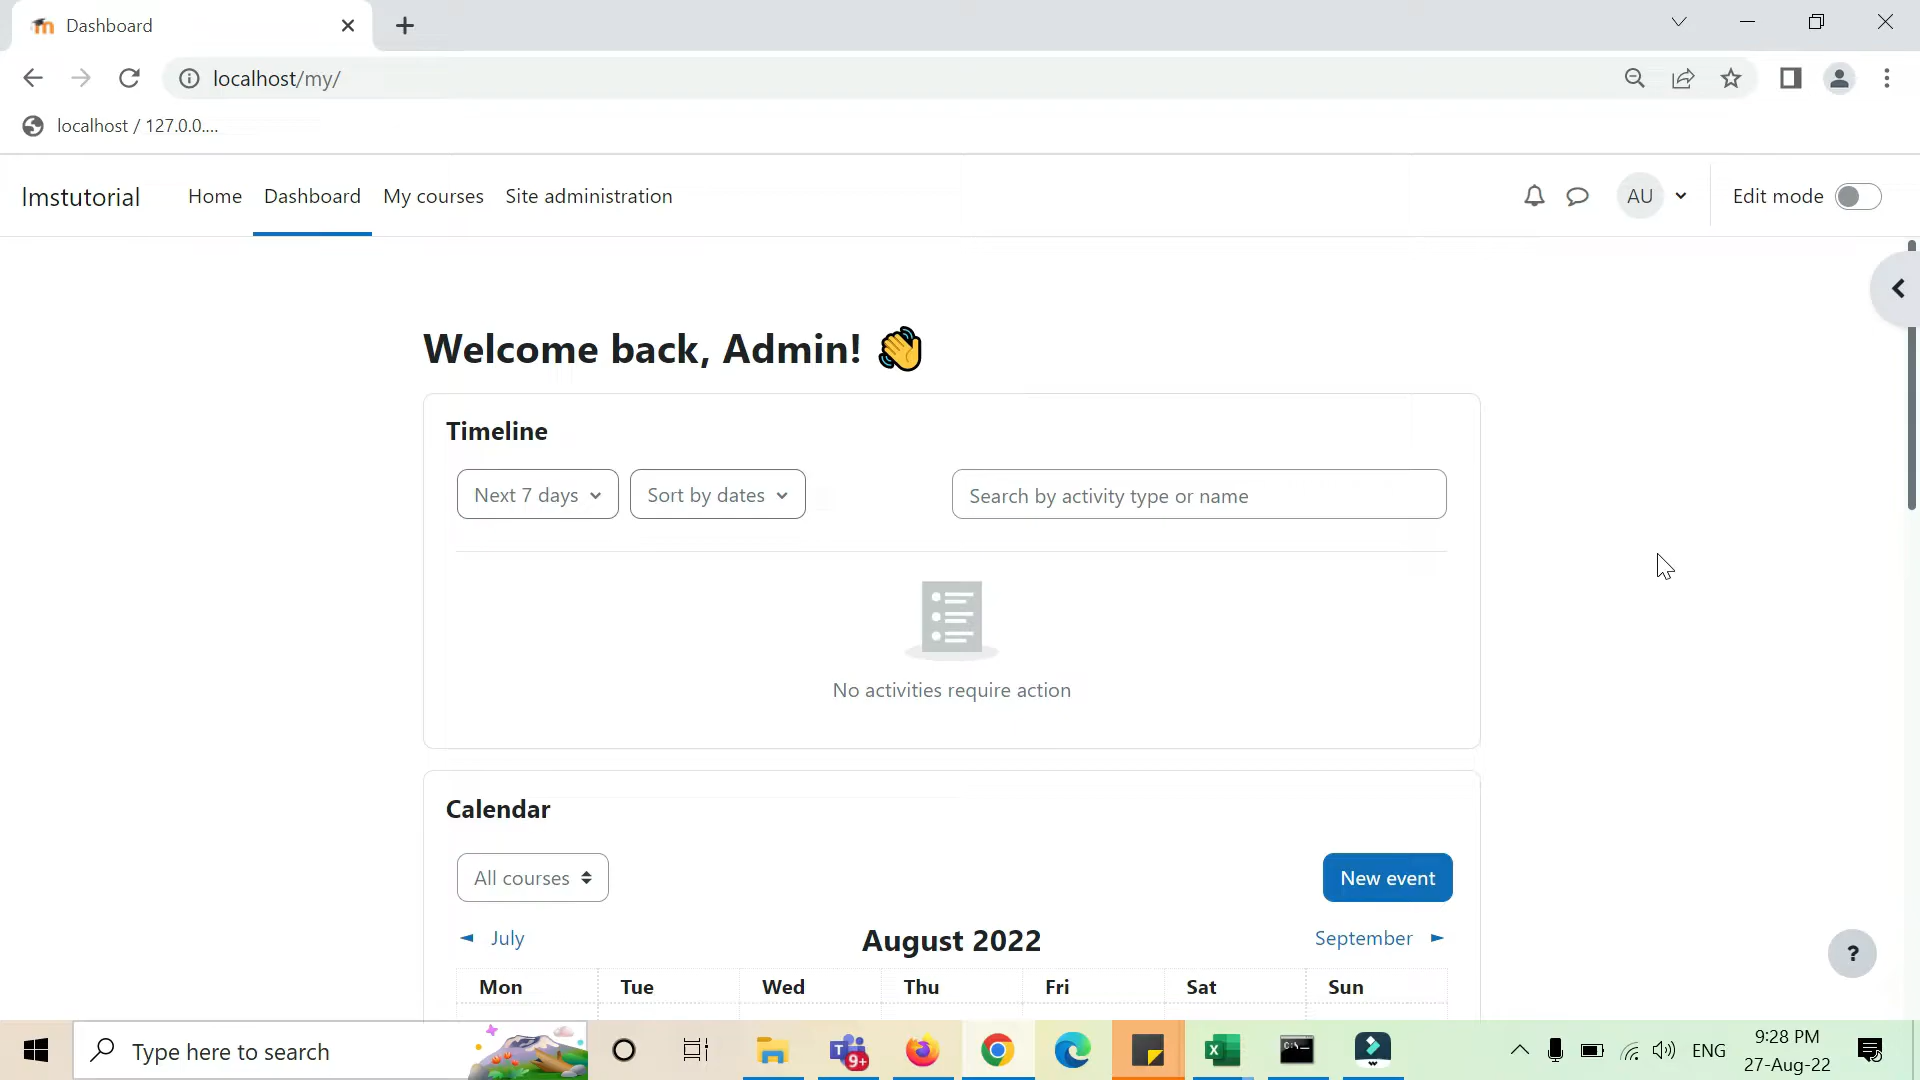 Dashboard
localhost/my/
localhost / 127.0.0....
lmstutorial Home Dashboard My courses Site administration AU Edit mode
Welcome back, Admin! 👋
Timeline
Next 7 days Sort by dates Search by activity type or name
No activities require action
Calendar
All courses New event
◄ July August 2022 September ►
Mon Tue Wed Thu Fri Sat Sun
?
Type here to search 9+ ENG 9:28 PM
27-Aug-22